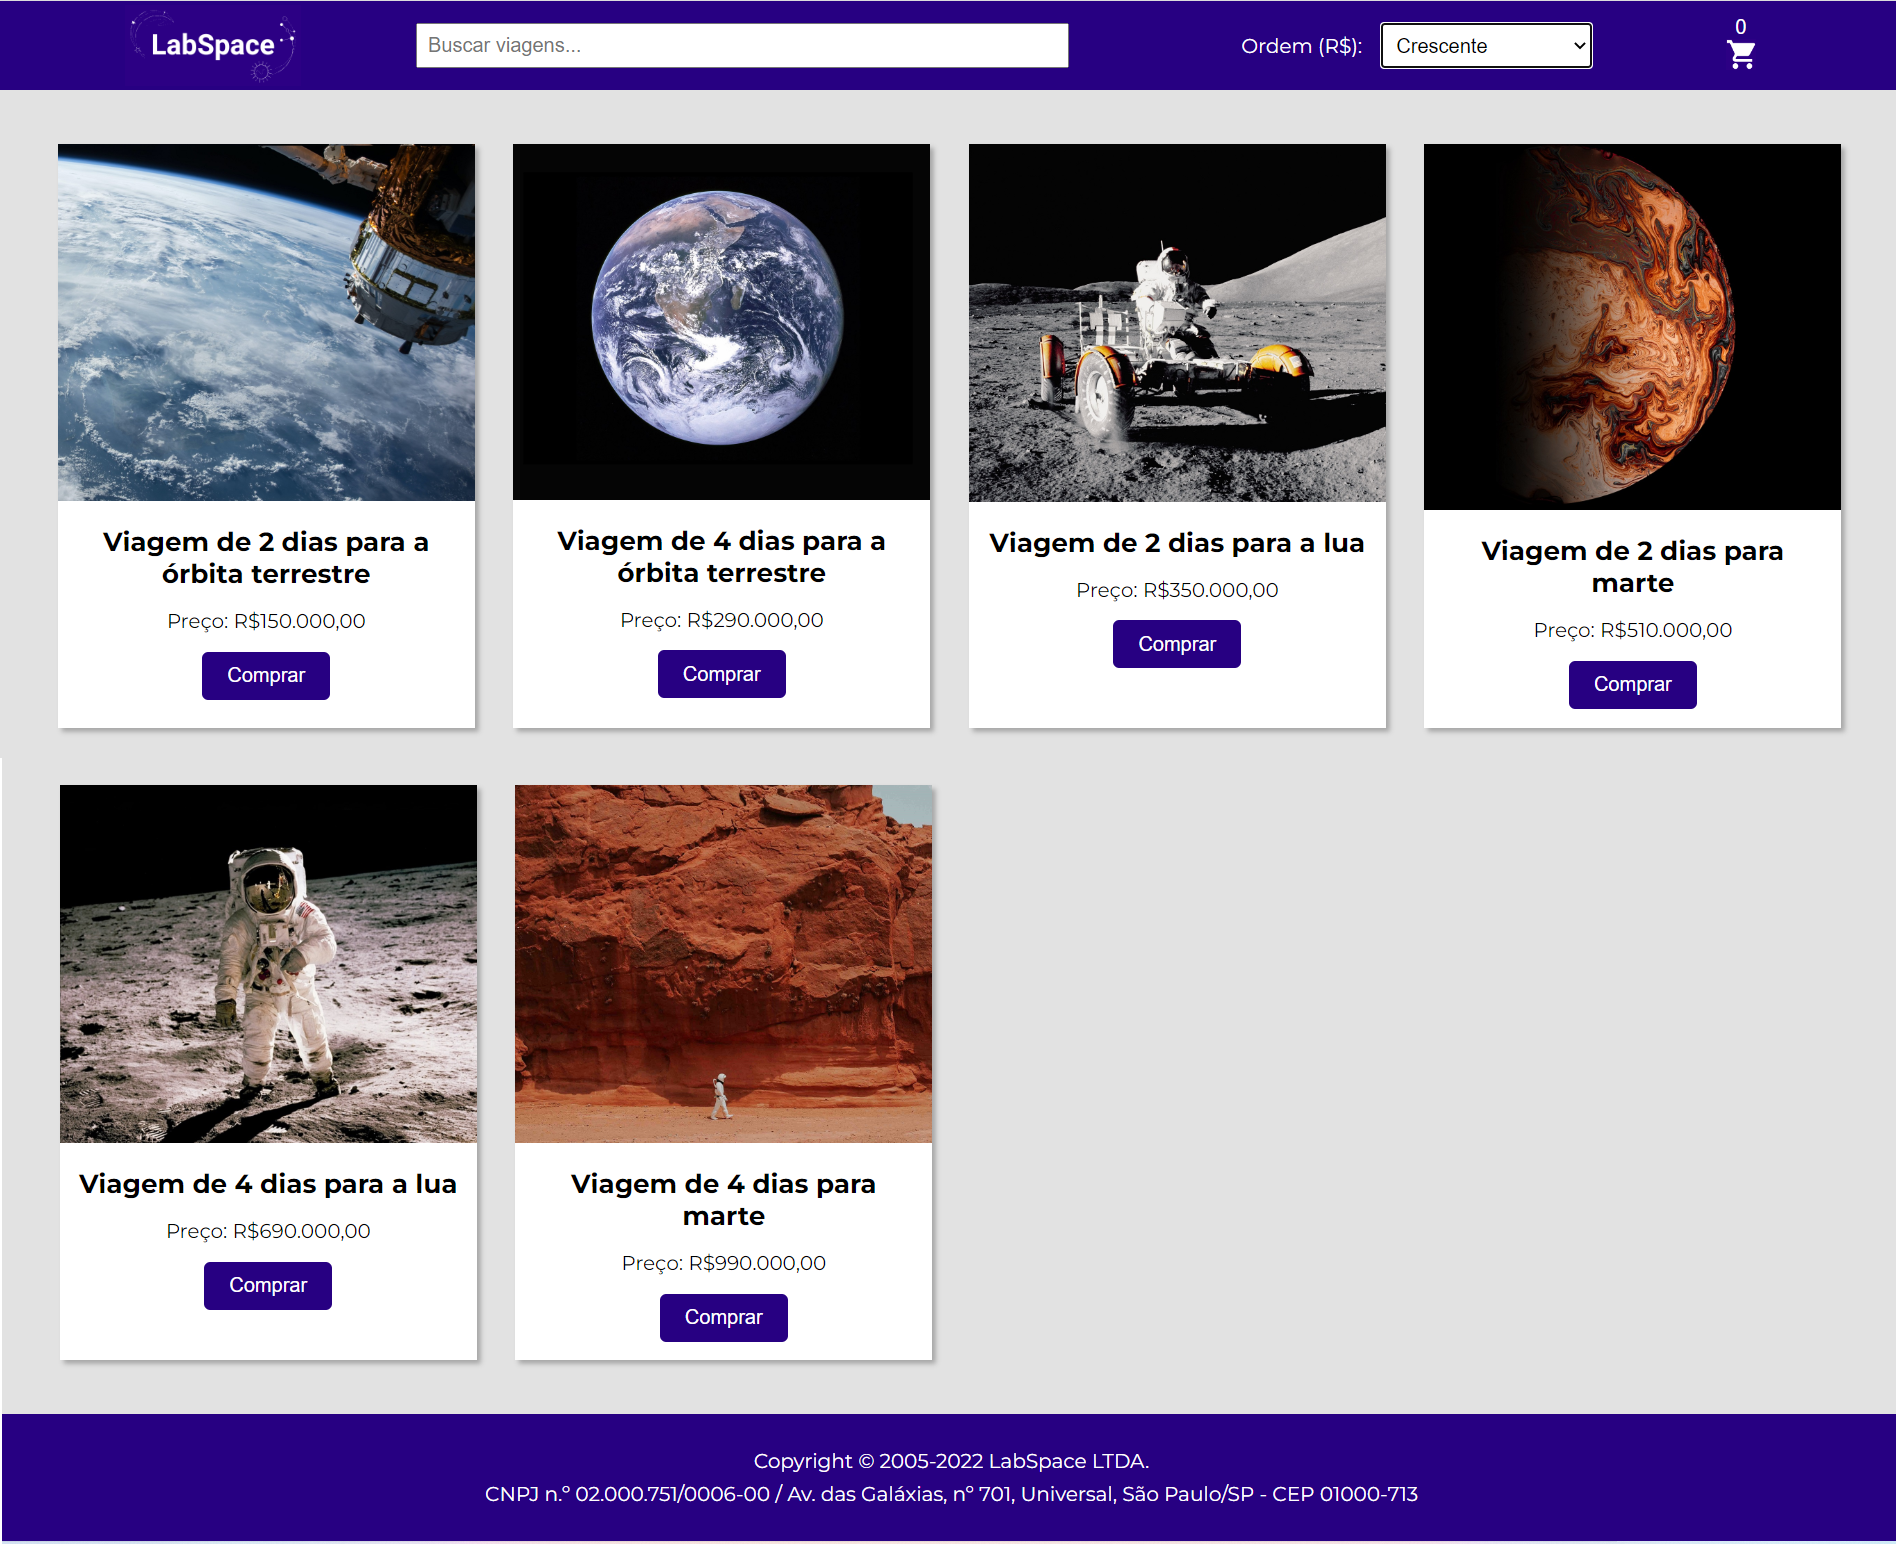 LabSpace
Buscar viagens...
Ordem (R$):
Crescente
0
Viagem de 2 dias para a
órbita terrestre
Preço: R$150.000,00
Comprar
Viagem de 4 dias para a
órbita terrestre
Preço: R$290.000,00
Comprar
Viagem de 2 dias para a lua
Preço: R$350.000,00
Comprar
Viagem de 2 dias para
marte
Preço: R$510.000,00
Comprar
Viagem de 4 dias para a lua
Preço: R$690.000,00
Comprar
Viagem de 4 dias para
marte
Preço: R$990.000,00
Comprar
Copyright © 2005-2022 LabSpace LTDA.
CNPJ n.º 02.000.751/0006-00 / Av. das Galáxias, nº 701, Universal, São Paulo/SP - CEP 01000-713